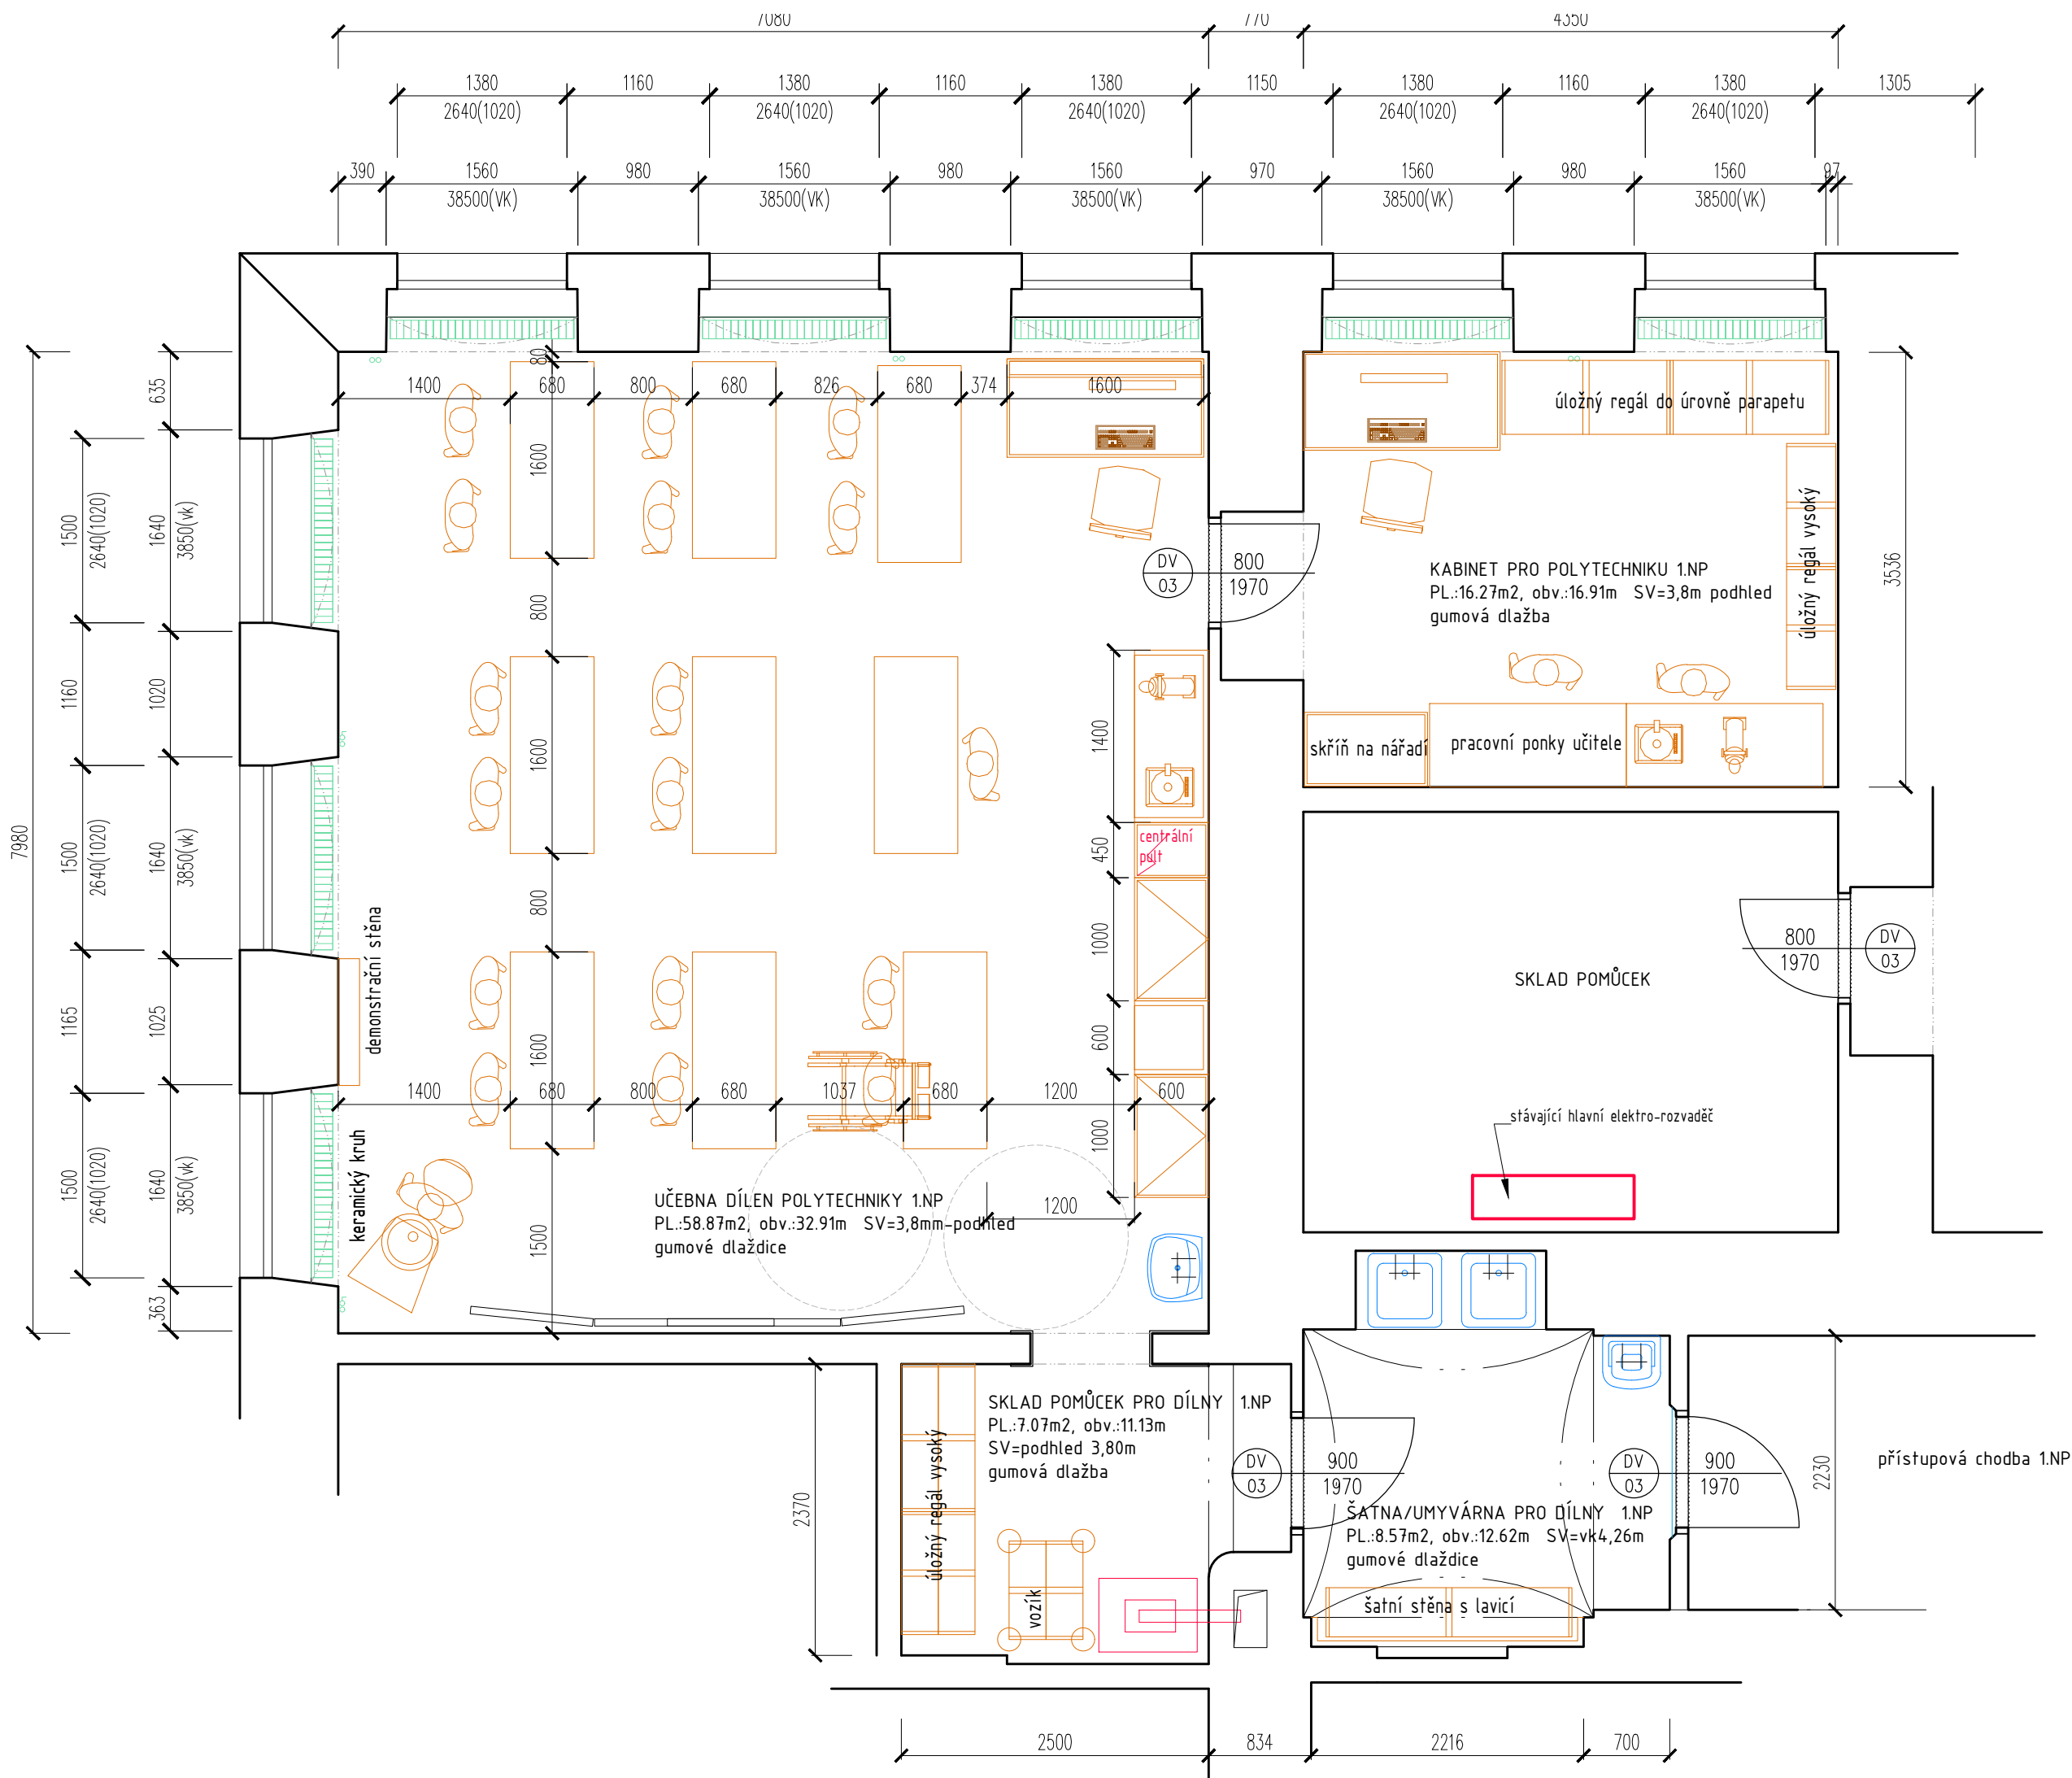 7080
770
4350
1380
1160
1380
1160
1380
1150
1380
1160
1380
1305
2640(1020)
2640(1020)
2640(1020)
2640(1020)
2640(1020)
390
1560
980
1560
980
1560
970
1560
980
1560
97
38500(VK)
38500(VK)
38500(VK)
38500(VK)
38500(VK)
80
1400
680
800
680
826
680
374
1600
1600
800
1600
800
1600
1500
635
1640
3850(vk)
1020
1640
3850(vk)
1025
1640
3850(vk)
363
1500
2640(1020)
1160
1500
2640(1020)
1165
1500
2640(1020)
7980
úložný regál do úrovně parapetu
úložný regál vysoký
3536
DV
03
800
1970
KABINET PRO POLYTECHNIKU 1.NP
PL.:16.27m2, obv.:16.91m SV=3,8m podhled
gumová dlažba
skříň na nářadí
pracovní ponky učitele
1400
450
1000
600
1000
centrální
pult
demonstrační stěna
keramický kruh
1400
680
800
680
1037
680
1200
600
1200
UČEBNA DÍLEN POLYTECHNIKY 1.NP
PL.:58.87m2, obv.:32.91m SV=3,8mm-podhled
gumové dlaždice
SKLAD POMŮCEK
800
1970
DV
03
stávající hlavní elektro-rozvaděč
SKLAD POMŮCEK PRO DÍLNY 1.NP
PL.:7.07m2, obv.:11.13m
SV=podhled 3,80m
gumová dlažba
úložný regál vysoký
vozík
2370
DV
03
900
1970
DV
03
900
1970
ŠATNA/UMYVÁRNA PRO DÍLNY 1.NP
PL.:8.57m2, obv.:12.62m SV=vk4,26m
gumové dlaždice
šatní stěna s lavicí
přístupová chodba 1.NP
2230
2500
834
2216
700